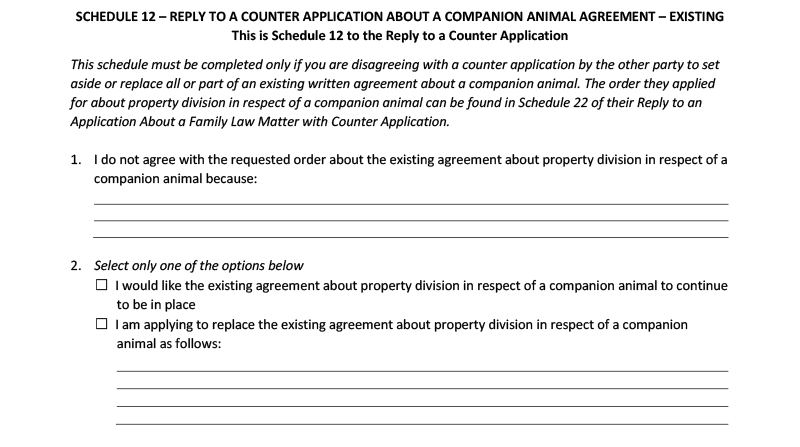 SCHEDULE 12 – REPLY TO A COUNTER APPLICATION ABOUT A COMPANION ANIMAL AGREEMENT – EXISTING
This is Schedule 12 to the Reply to a Counter Application
This schedule must be completed only if you are disagreeing with a counter application by the other party to set
aside or replace all or part of an existing written agreement about a companion animal. The order they applied
for about property division in respect of a companion animal can be found in Schedule 22 of their Reply to an
Application About a Family Law Matter with Counter Application.
1. I do not agree with the requested order about the existing agreement about property division in respect of a
companion animal because:
2. Select only one of the options below
☐ I would like the existing agreement about property division in respect of a companion animal to continue
to be in place
☐ I am applying to replace the existing agreement about property division in respect of a companion
animal as follows: